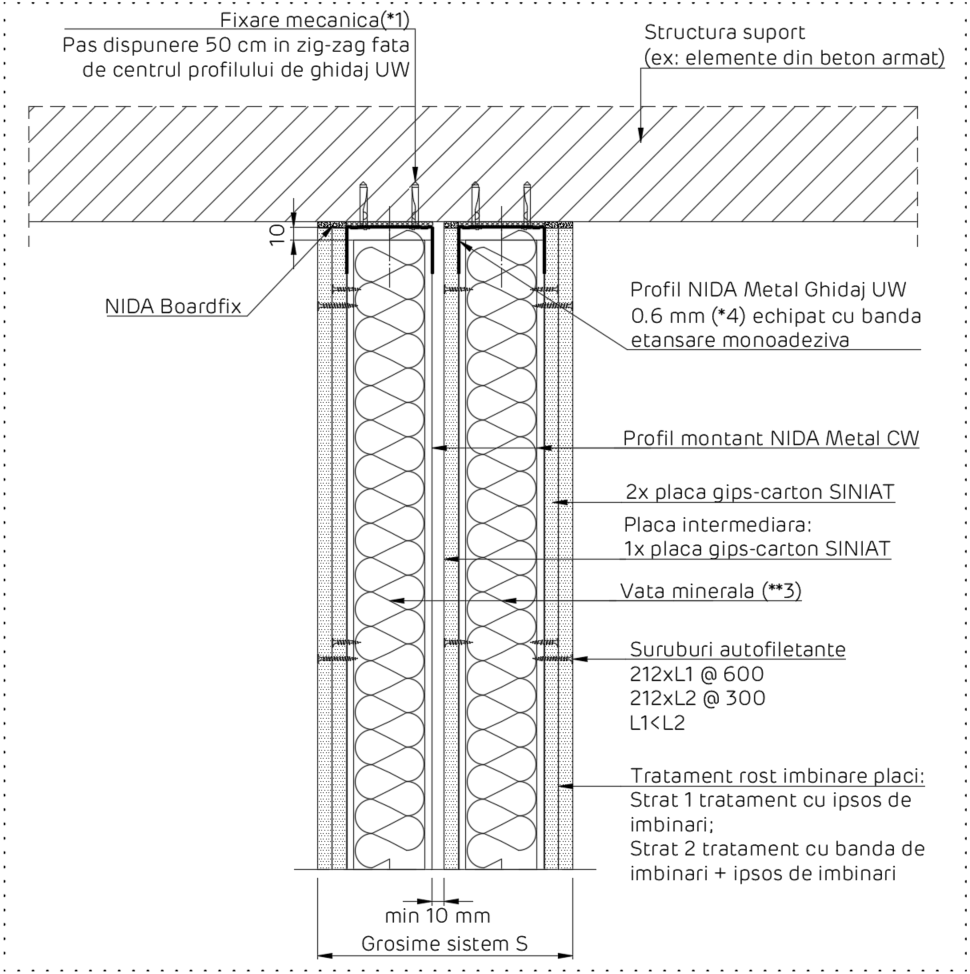 Fixare mecanica(*1)
Pas dispunere 50 cm in zig-zag fata
de centrul profilului de ghidaj UW
Structura suport
(ex: elemente din beton armat)
10
NIDA Boardfix
Profil NIDA Metal Ghidaj UW
0.6 mm (*4) echipat cu banda
etansare monoadeziva
Profil montant NIDA Metal CW
2x placa gips-carton SINIAT
Placa intermediara:
1x placa gips-carton SINIAT
Vata minerala (**3)
Suruburi autofiletante
212xL1 @ 600
212xL2 @ 300
L1<L2
Tratament rost imbinare placi:
Strat 1 tratament cu ipsos de
imbinari;
Strat 2 tratament cu banda de
imbinari + ipsos de imbinari
min 10 mm
Grosime sistem S